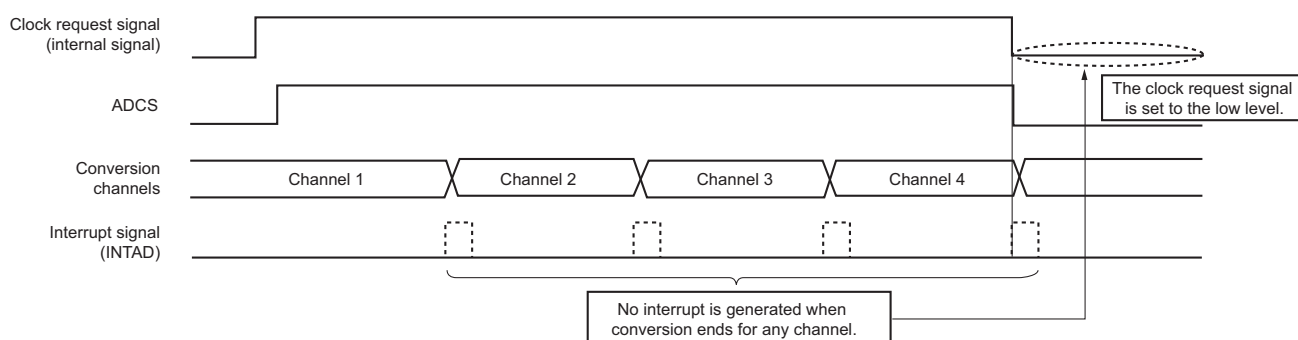 Clock request signal
(internal signal)
The clock request signal
is set to the low level.
ADCS
Conversion
channels
Channel 1
Channel 2
Channel 3
Channel 4
Interrupt signal
(INTAD)
No interrupt is generated when
conversion ends for any channel.